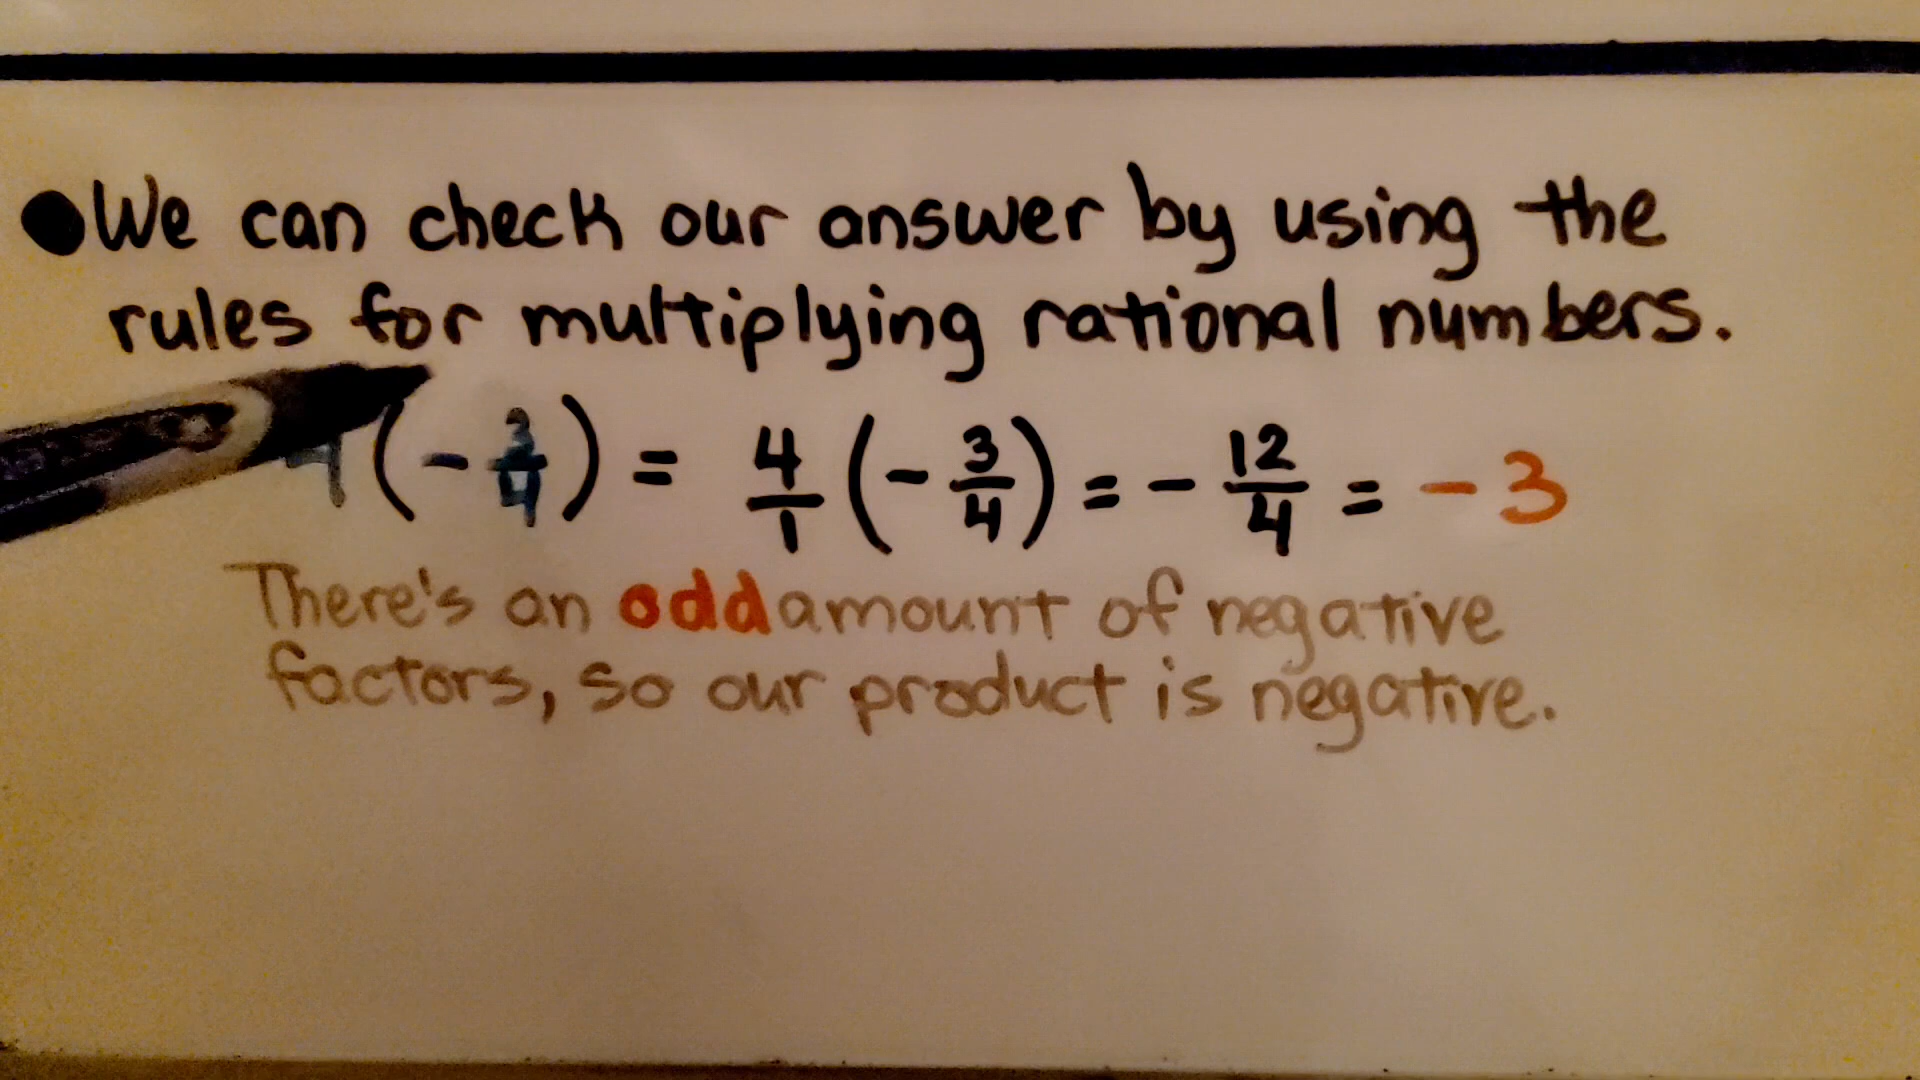 ●We can check our answer by using the
rules for multiplying rational numbers.
4(-3/4) = 4/1(-3/4) = -12/4 = -3
There's an odd amount of negative
factors, so our product is negative.